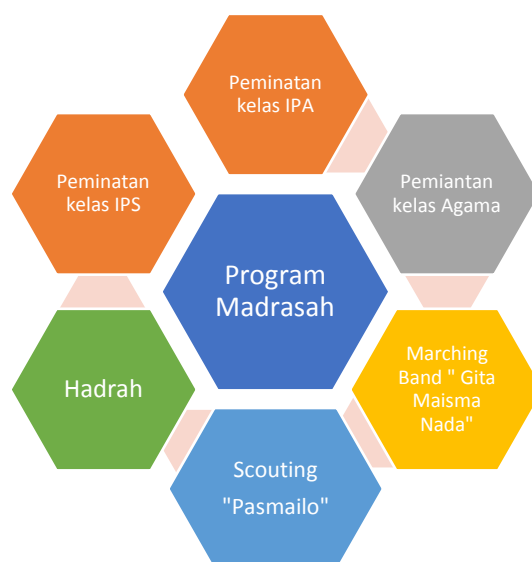 Peminatan
kelas IPA
Peminatan
kelas IPS
Pemiantan
kelas Agama
Program
Madrasah
Hadrah
Marching
Band " Gita
Maisma
Nada"
Scouting
"Pasmailo"